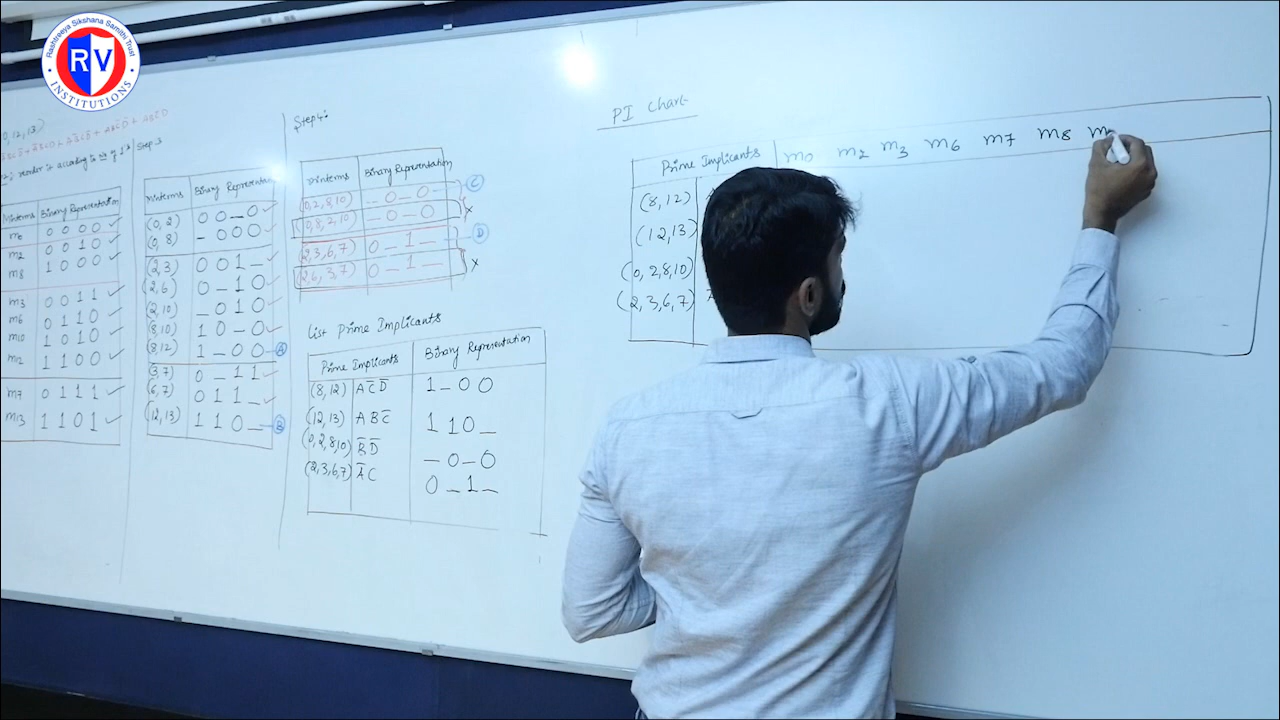 Rashtreeya Sikshana Samithi Trust
RV
INSTITUTIONS
0,12,13)
Step 3
Minterms Binary Representation
m0 0 0 0 0 ✓
m2 0 0 1 0 ✓
m8 1 0 0 0 ✓
m3 0 0 1 1 ✓
m6 0 1 1 0 ✓
m10 1 0 1 0 ✓
m12 1 1 0 0 ✓
m7 0 1 1 1 ✓
m13 1 1 0 1 ✓
Minterms Binary Representation
(0, 2) 0 0 _ 0 ✓
(0, 8) _ 0 0 0 ✓
(2, 3) 0 0 1 _ ✓
(2, 6) 0 _ 1 0 ✓
(2, 10) _ 0 1 0 ✓
(8, 10) 1 0 _ 0 ✓
(8, 12) 1 _ 0 0 A
(3, 7) 0 _ 1 1 ✓
(6, 7) 0 1 1 _ ✓
(12, 13) 1 1 0 _ B
Step 4:
Minterms Binary Representation
(0, 2, 8, 10) _ 0 _ 0 C
(0, 8, 2, 10) _ 0 _ 0 X
(2, 3, 6, 7) 0 _ 1 _ D
(2, 6, 3, 7) 0 _ 1 _ X
List Prime Implicants
Prime Implicants Binary Representation
(8, 12) A C̅ D̅ 1 _ 0 0
(12, 13) A B C̅ 1 1 0 _
(0, 2, 8, 10) B̅ D̅ _ 0 _ 0
(2, 3, 6, 7) A̅ C 0 _ 1 _
PI Chart
Prime Implicants m0 m2 m3 m6 m7 m8
(8, 12)
(12, 13)
(0, 2, 8, 10)
(2, 3, 6, 7)